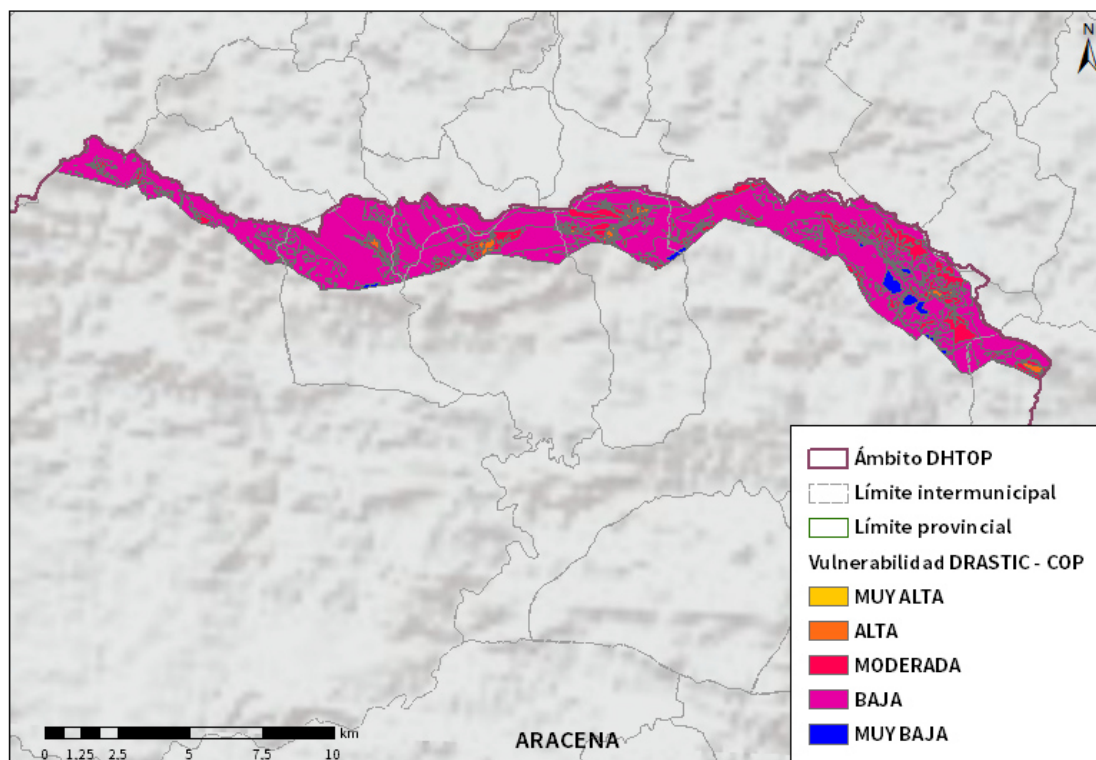 N
Ámbito DHTOP
Límite intermunicipal
Límite provincial
Vulnerabilidad DRASTIC - COP
MUY ALTA
ALTA
MODERADA
BAJA
MUY BAJA
km
0 1.25 2.5 5 7.5 10
ARACENA